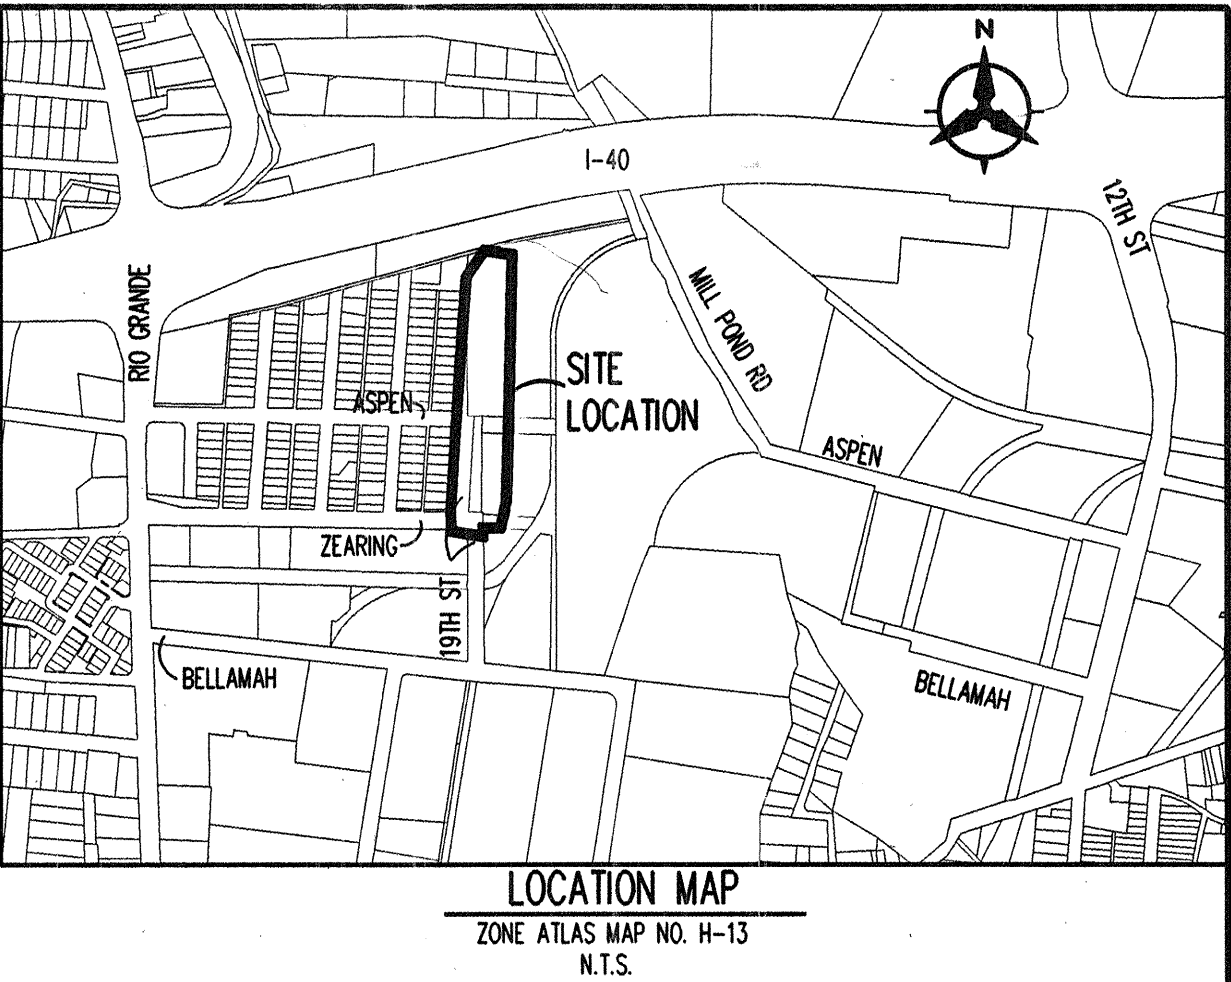 N
I-40
12TH ST
RIO GRANDE
MILL POND RD
SITE
LOCATION
ASPEN
ASPEN
ZEARING
19TH ST
BELLAMAH
BELLAMAH
LOCATION MAP
ZONE ATLAS MAP NO. H-13
N.T.S.